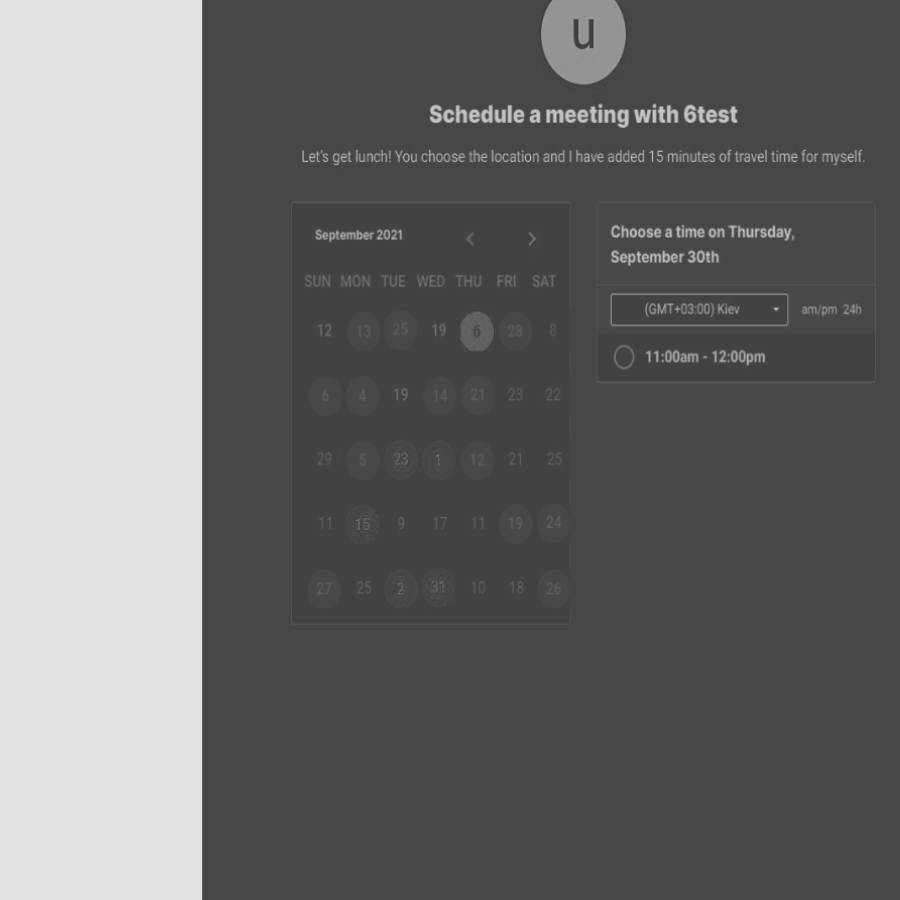 u
Schedule a meeting with 6test
Let's get lunch! You choose the location and I have added 15 minutes of travel time for myself.
September 2021
SUN MON TUE WED THU FRI SAT
12 13 25 19 6 28 8
6 4 19 14 21 23 22
29 5 23 1 12 21 25
11 15 9 17 11 19 24
27 25 2 31 10 18 26
Choose a time on Thursday,
September 30th
(GMT+03:00) Kiev am/pm 24h
11:00am - 12:00pm